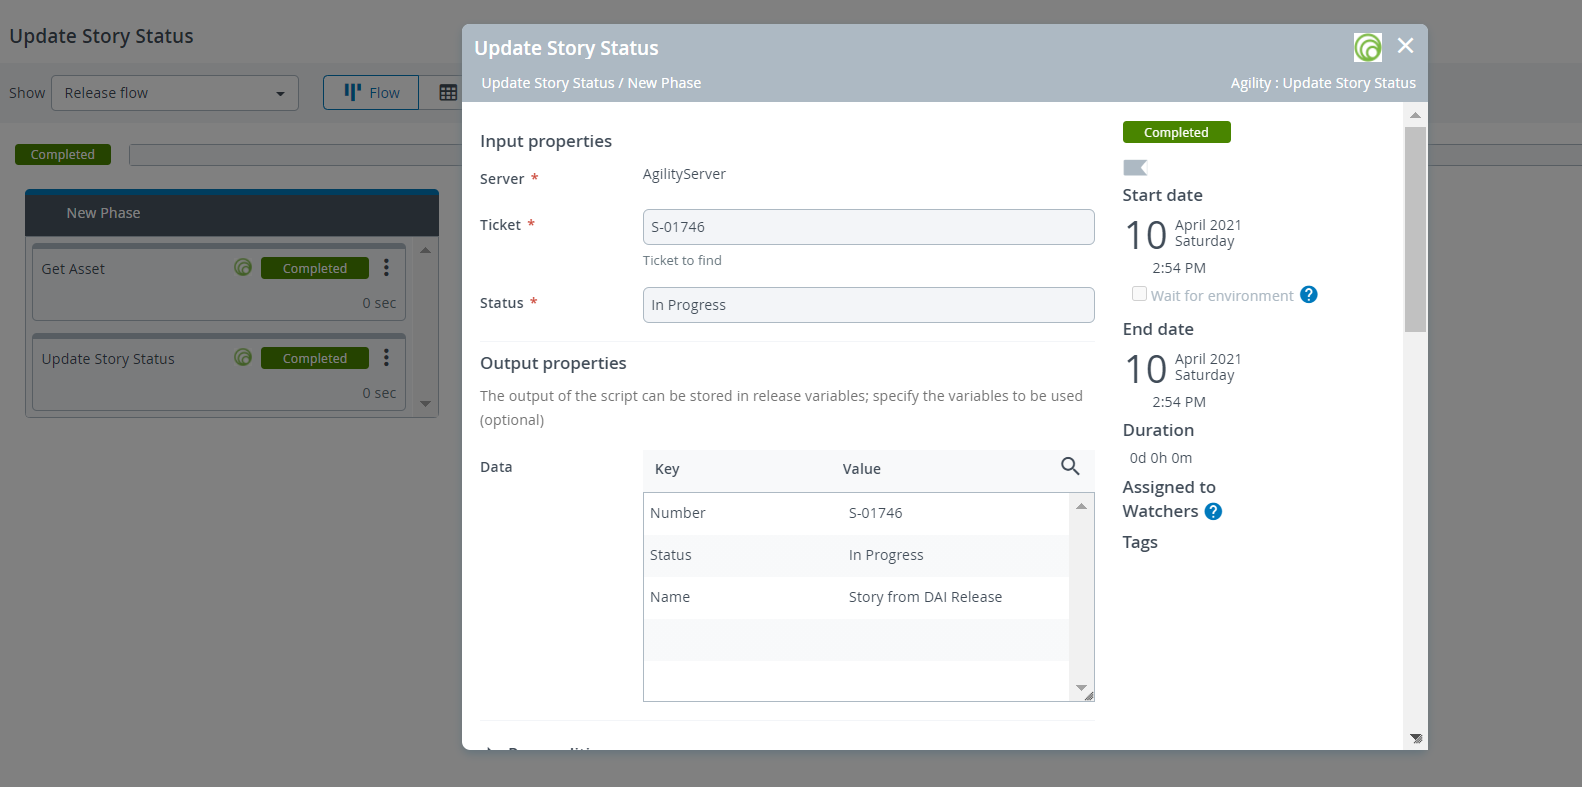 Update Story Status
Show
Release flow
Flow
Completed
New Phase
Get Asset
Completed
0 sec
Update Story Status
Completed
0 sec
Update Story Status
Update Story Status / New Phase
Agility : Update Story Status
Input properties
Server *
AgilityServer
Ticket *
S-01746
Ticket to find
Status *
In Progress
Output properties
The output of the script can be stored in release variables; specify the variables to be used
(optional)
Data
Key Value
Number S-01746
Status In Progress
Name Story from DAI Release
Completed
Start date
10
April 2021
Saturday
2:54 PM
Wait for environment ?
End date
10
April 2021
Saturday
2:54 PM
Duration
0d 0h 0m
Assigned to
Watchers ?
Tags